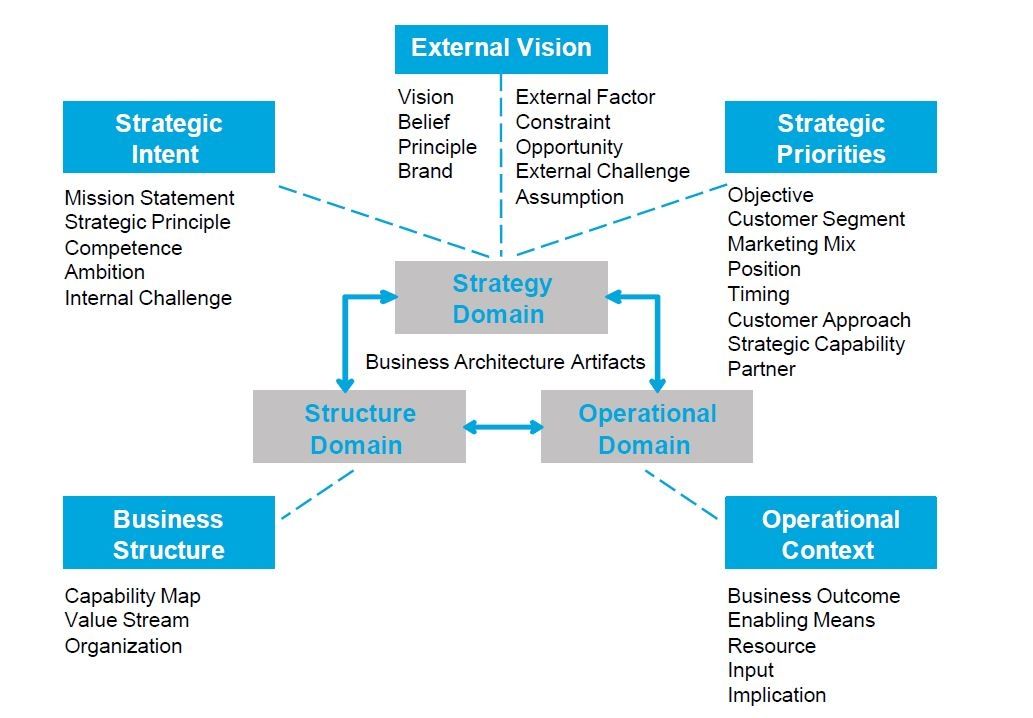 External Vision
Vision
Belief
Principle
Brand
External Factor
Constraint
Opportunity
External Challenge
Assumption
Strategic
Intent
Mission Statement
Strategic Principle
Competence
Ambition
Internal Challenge
Strategic
Priorities
Objective
Customer Segment
Marketing Mix
Position
Timing
Customer Approach
Strategic Capability
Partner
Strategy
Domain
Business Architecture Artifacts
Structure
Domain
Operational
Domain
Business
Structure
Capability Map
Value Stream
Organization
Operational
Context
Business Outcome
Enabling Means
Resource
Input
Implication